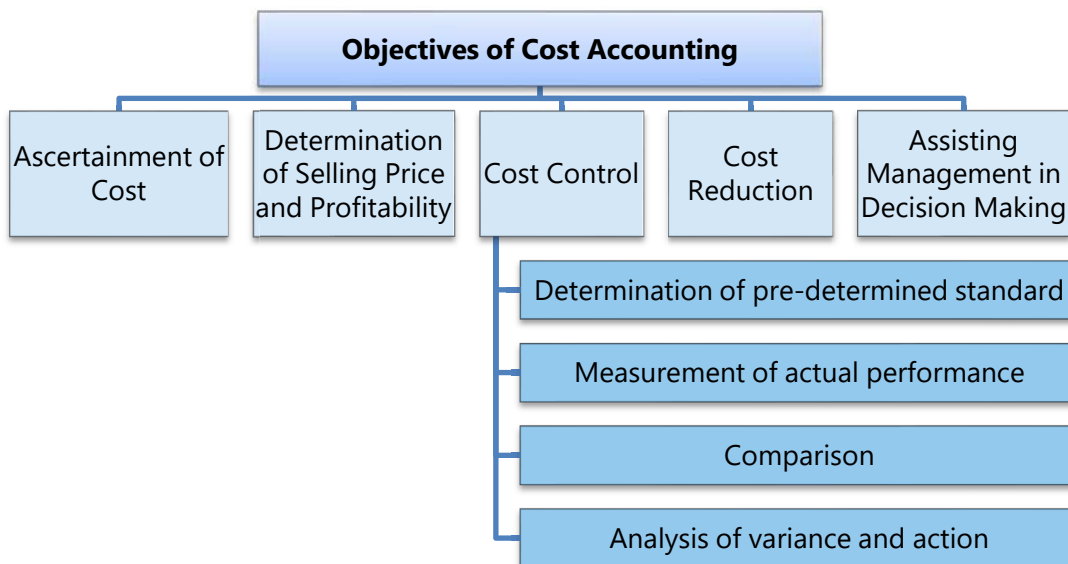 Objectives of Cost Accounting
Ascertainment of
Cost
Determination
of Selling Price
and Profitability
Cost Control
Cost
Reduction
Assisting
Management in
Decision Making
Determination of pre-determined standard
Measurement of actual performance
Comparison
Analysis of variance and action